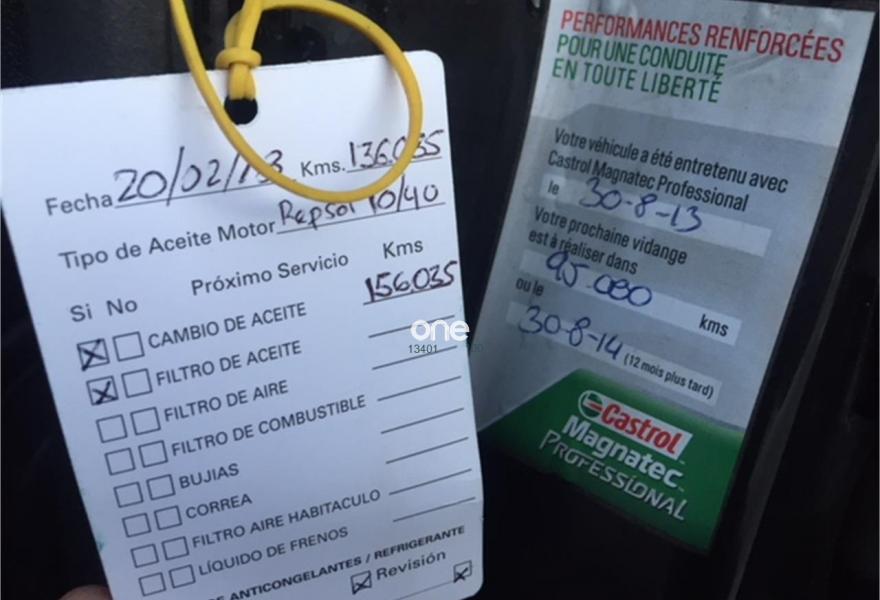 Fecha 20/02/13 Kms. 136.035
Tipo de Aceite Motor Repsol 10/40
Si No Próximo Servicio Kms
CAMBIO DE ACEITE 156.035
FILTRO DE ACEITE
FILTRO DE AIRE
FILTRO DE COMBUSTIBLE
BUJIAS
CORREA
FILTRO AIRE HABITACULO
LÍQUIDO DE FRENOS
DE ANTICONGELANTES / REFRIGERANTE
Revisión
one
13401
PERFORMANCES RENFORCÉES
POUR UNE CONDUITE
EN TOUTE LIBERTÉ
Votre véhicule a été entretenu avec
Castrol Magnatec Professional
le 30-8-13
Votre prochaine vidange
est à réaliser dans
95.000 kms
ou le
30-8-14 (12 mois plus tard)
Castrol
Magnatec
PROFESSIONAL